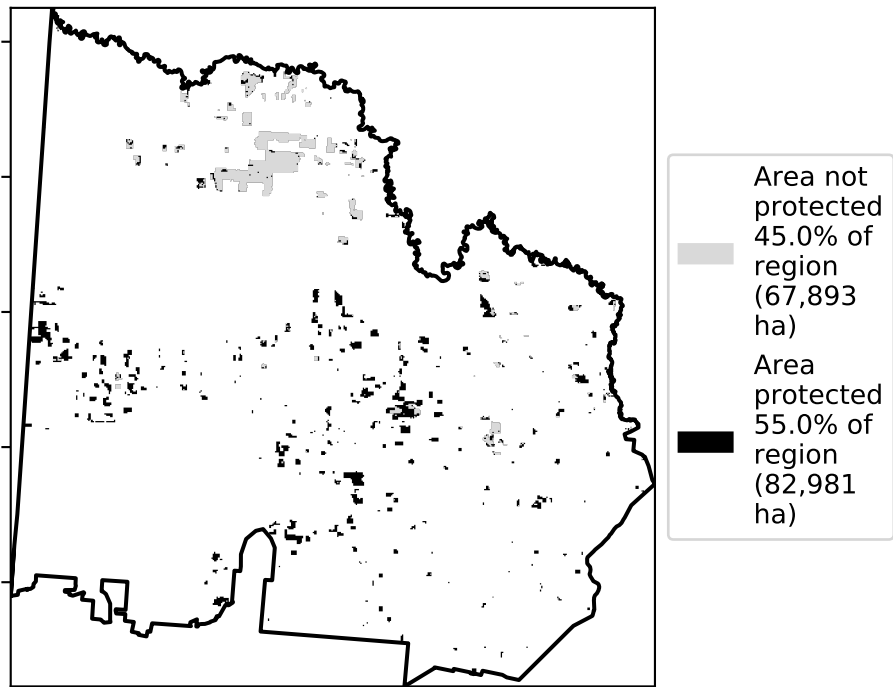 Area not
protected
45.0% of
region
(67,893
ha)
Area
protected
55.0% of
region
(82,981
ha)